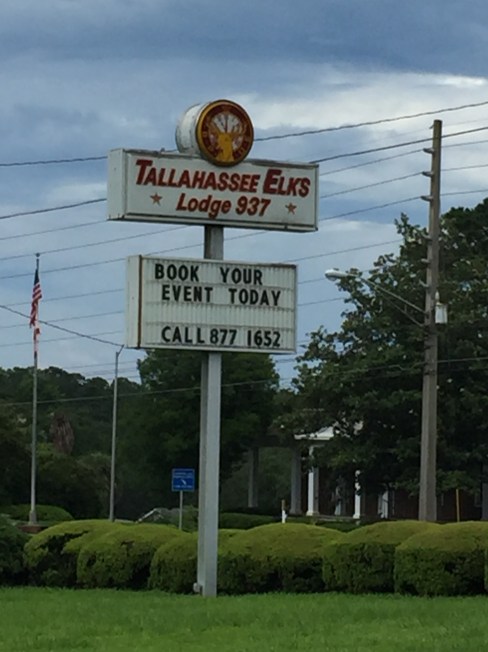 TALLAHASSEE ELKS
Lodge 937
BOOK YOUR
EVENT TODAY
CALL 877 1652